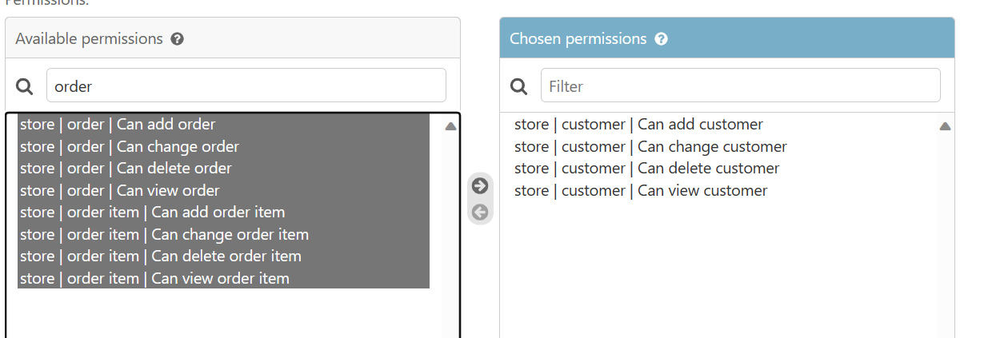 Permissions:
Available permissions ?
order
store | order | Can add order
store | order | Can change order
store | order | Can delete order
store | order | Can view order
store | order item | Can add order item
store | order item | Can change order item
store | order item | Can delete order item
store | order item | Can view order item
Chosen permissions ?
Filter
store | customer | Can add customer
store | customer | Can change customer
store | customer | Can delete customer
store | customer | Can view customer